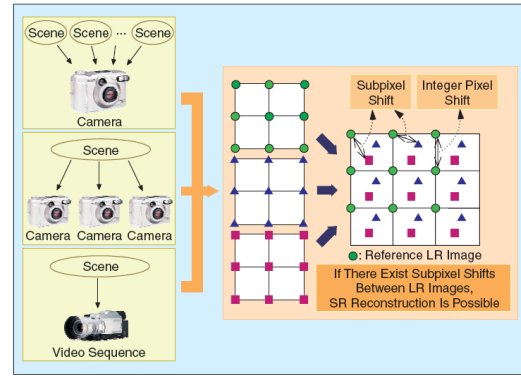 Scene Scene ... Scene
Camera
Scene
Camera Camera Camera
Scene
Video Sequence
Subpixel
Shift
Integer Pixel
Shift
: Reference LR Image
If There Exist Subpixel Shifts
Between LR Images,
SR Reconstruction Is Possible